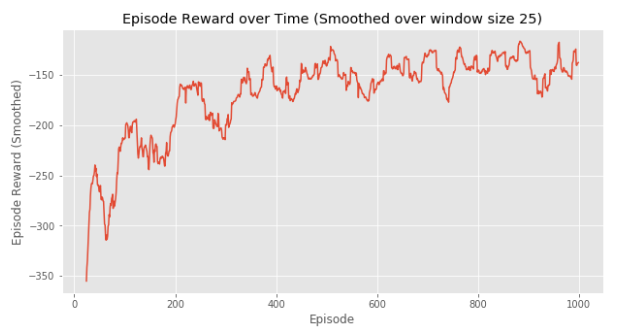 Episode Reward over Time (Smoothed over window size 25)
Episode Reward (Smoothed)
−150
−200
−250
−300
−350
0 200 400 600 800 1000
Episode